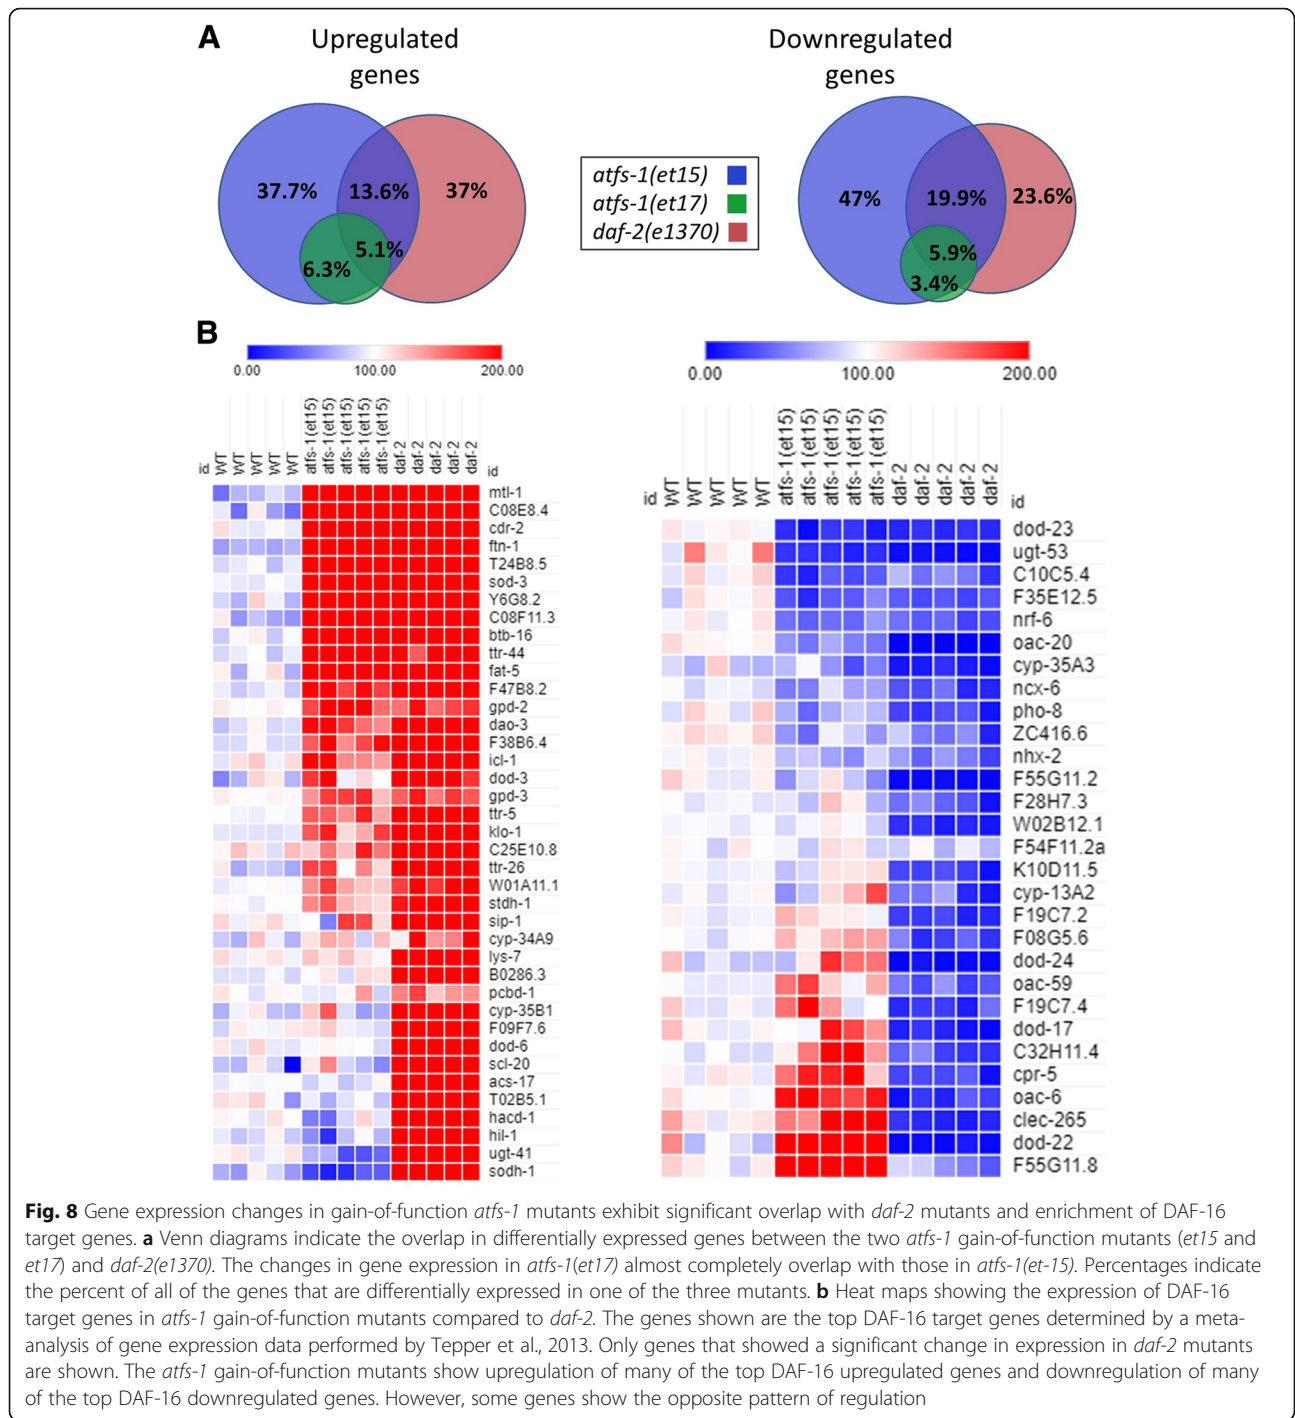 A
Upregulated
genes
Downregulated
genes
37.7%
13.6%
37%
5.1%
6.3%
atfs-1(et15)
atfs-1(et17)
daf-2(e1370)
47%
19.9%
23.6%
5.9%
3.4%
B
0.00 100.00 200.00
id WT WT WT WT WT atfs-1(et15) atfs-1(et15) atfs-1(et15) atfs-1(et15) atfs-1(et15) daf-2 daf-2 daf-2 daf-2 daf-2 id
mtl-1
C08E8.4
cdr-2
ftn-1
T24B8.5
sod-3
Y6G8.2
C08F11.3
btb-16
ttr-44
fat-5
F47B8.2
gpd-2
dao-3
F38B6.4
icl-1
dod-3
gpd-3
ttr-5
klo-1
C25E10.8
ttr-26
W01A11.1
stdh-1
sip-1
cyp-34A9
lys-7
B0286.3
pcbd-1
cyp-35B1
F09F7.6
dod-6
scl-20
acs-17
T02B5.1
hacd-1
hil-1
ugt-41
sodh-1
0.00 100.00 200.00
id WT WT WT WT WT atfs-1(et15) atfs-1(et15) atfs-1(et15) atfs-1(et15) atfs-1(et15) daf-2 daf-2 daf-2 daf-2 daf-2 id
dod-23
ugt-53
C10C5.4
F35E12.5
nrf-6
oac-20
cyp-35A3
ncx-6
pho-8
ZC416.6
nhx-2
F55G11.2
F28H7.3
W02B12.1
F54F11.2a
K10D11.5
cyp-13A2
F19C7.2
F08G5.6
dod-24
oac-59
F19C7.4
dod-17
C32H11.4
cpr-5
oac-6
clec-265
dod-22
F55G11.8
Fig. 8 Gene expression changes in gain-of-function atfs-1 mutants exhibit significant overlap with daf-2 mutants and enrichment of DAF-16
target genes. a Venn diagrams indicate the overlap in differentially expressed genes between the two atfs-1 gain-of-function mutants (et15 and
et17) and daf-2(e1370). The changes in gene expression in atfs-1(et17) almost completely overlap with those in atfs-1(et-15). Percentages indicate
the percent of all of the genes that are differentially expressed in one of the three mutants. b Heat maps showing the expression of DAF-16
target genes in atfs-1 gain-of-function mutants compared to daf-2. The genes shown are the top DAF-16 target genes determined by a meta-
analysis of gene expression data performed by Tepper et al., 2013. Only genes that showed a significant change in expression in daf-2 mutants
are shown. The atfs-1 gain-of-function mutants show upregulation of many of the top DAF-16 upregulated genes and downregulation of many
of the top DAF-16 downregulated genes. However, some genes show the opposite pattern of regulation